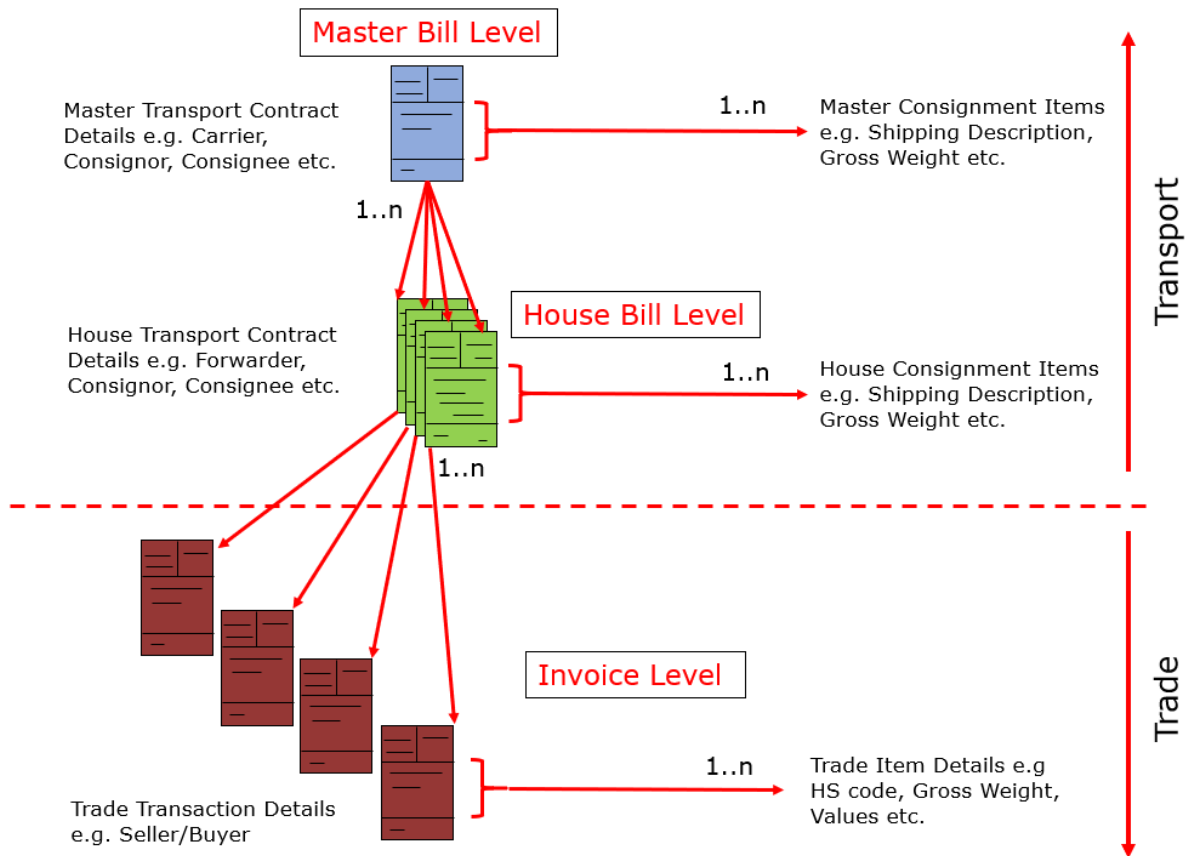 Master Bill Level
Master Transport Contract
Details e.g. Carrier,
Consignor, Consignee etc.
1..n
Master Consignment Items
e.g. Shipping Description,
Gross Weight etc.
1..n
Transport
House Bill Level
House Transport Contract
Details e.g. Forwarder,
Consignor, Consignee etc.
1..n
House Consignment Items
e.g. Shipping Description,
Gross Weight etc.
1..n
Invoice Level
Trade
1..n
Trade Item Details e.g
HS code, Gross Weight,
Values etc.
Trade Transaction Details
e.g. Seller/Buyer